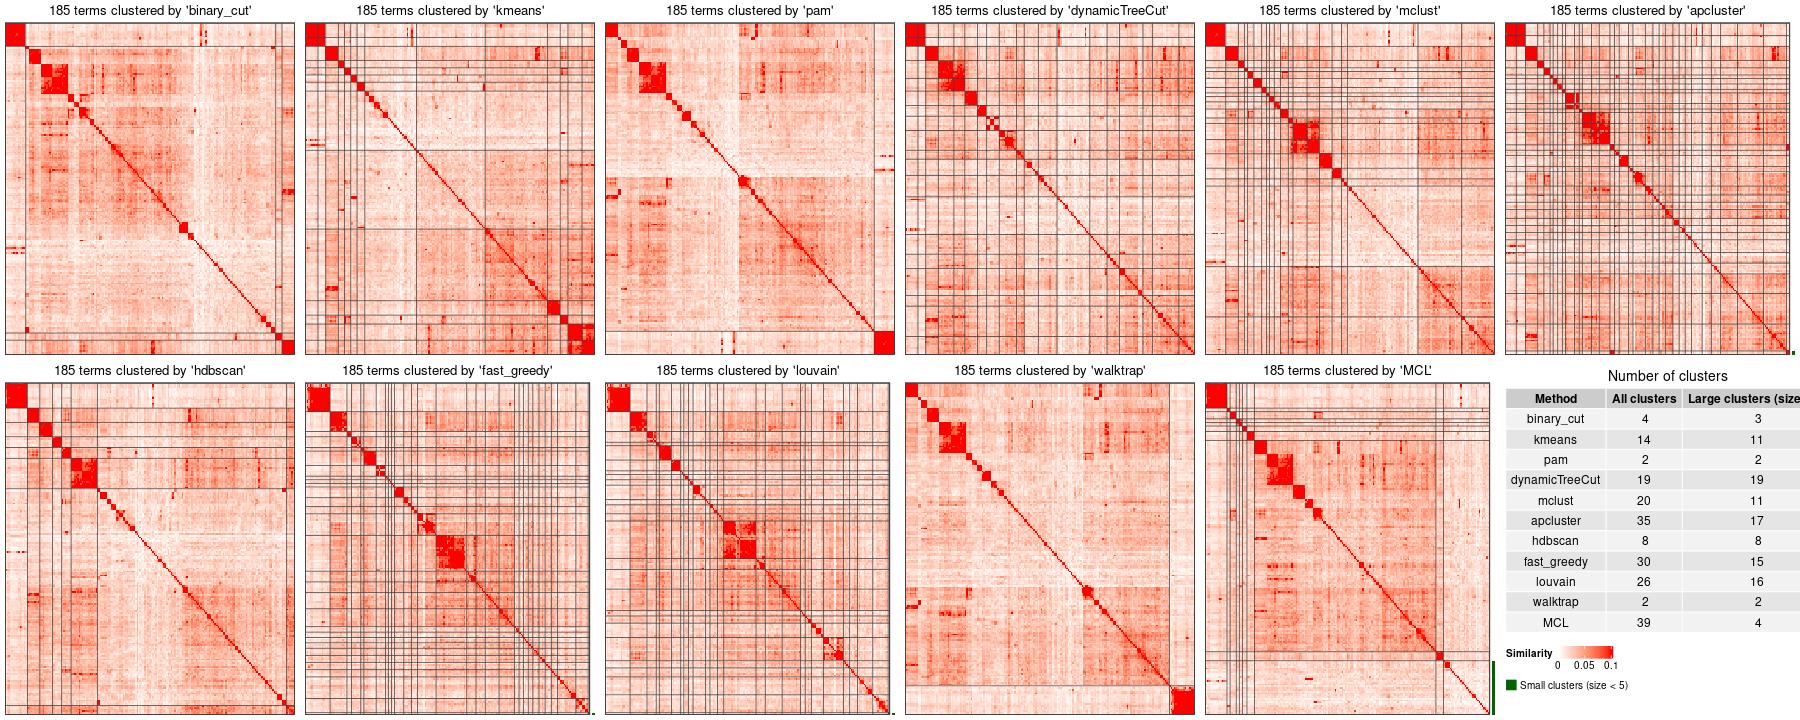 185 terms clustered by 'binary_cut'
185 terms clustered by 'kmeans'
185 terms clustered by 'pam'
185 terms clustered by 'dynamicTreeCut'
185 terms clustered by 'mclust'
185 terms clustered by 'apcluster'
185 terms clustered by 'hdbscan'
185 terms clustered by 'fast_greedy'
185 terms clustered by 'louvain'
185 terms clustered by 'walktrap'
185 terms clustered by 'MCL'
Number of clusters
Method All clusters Large clusters (size
binary_cut 4 3
kmeans 14 11
pam 2 2
dynamicTreeCut 19 19
mclust 20 11
apcluster 35 17
hdbscan 8 8
fast_greedy 30 15
louvain 26 16
walktrap 2 2
MCL 39 4
Similarity
0 0.05 0.1
Small clusters (size < 5)